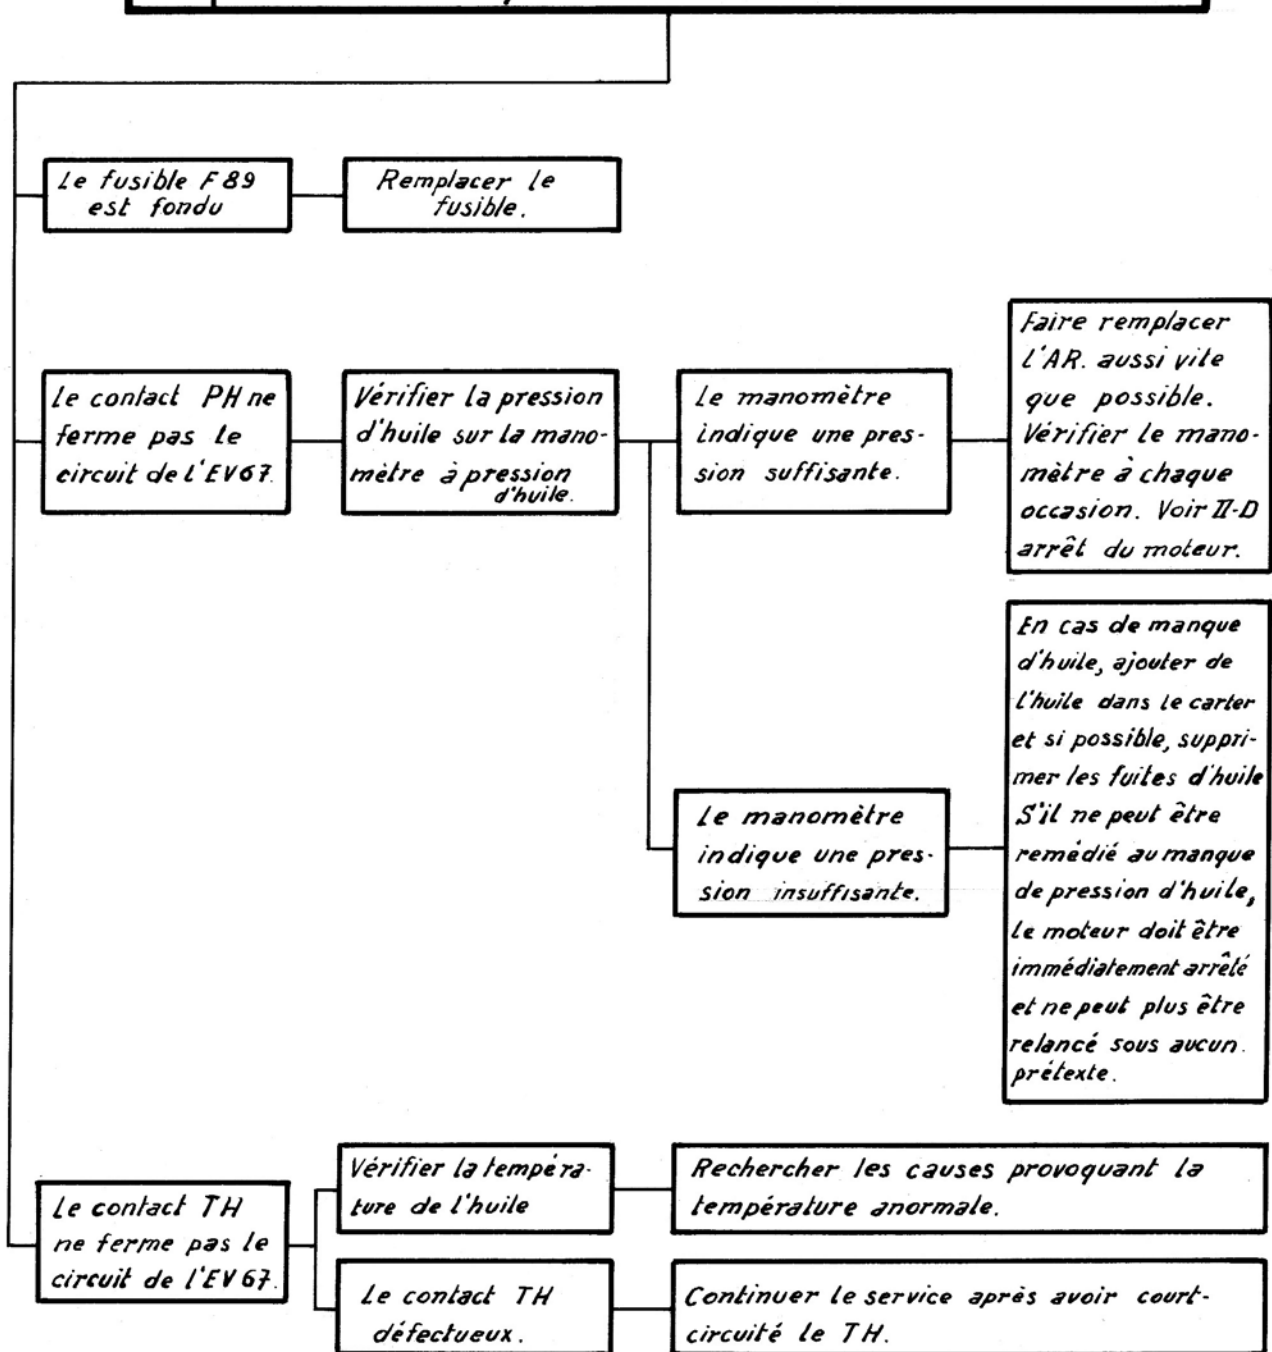 Le fusible F 89
est fondu
Remplacer le
fusible.
Le contact PH ne
ferme pas le
circuit de l'EV67.
Vérifier la pression
d'huile sur la mano-
mètre à pression
d'huile.
Le manomètre
indique une pres-
sion suffisante.
Faire remplacer
l'AR. aussi vite
que possible.
Vérifier le mano-
mètre à chaque
occasion. Voir II-D
arrêt du moteur.
Le manomètre
indique une pres-
sion insuffisante.
En cas de manque
d'huile, ajouter de
l'huile dans le carter
et si possible, suppri-
mer les fuites d'huile
S'il ne peut être
remédié au manque
de pression d'huile,
le moteur doit être
immédiatement arrêté
et ne peut plus être
relancé sous aucun.
prétexte.
Le contact TH
ne ferme pas le
circuit de l'EV67.
Vérifier la tempéra-
ture de l'huile
Rechercher les causes provoquant la
température anormale.
Le contact TH
défectueux.
Continuer le service après avoir court-
circuité le TH.